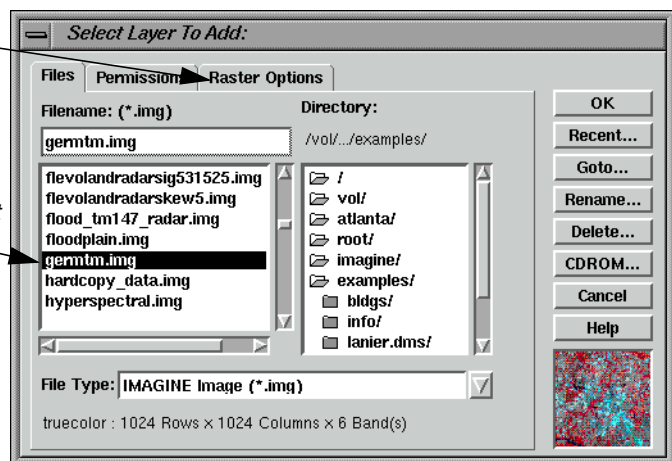 Select Layer To Add:
Files
Permissions
Raster Options
Filename: (*.img)
germtm.img
flevolandradarsig531525.img
flevolandradarskew5.img
flood_tm147_radar.img
floodplain.img
germtm.img
hardcopy_data.img
hyperspectral.img
Directory:
/vol/.../examples/
/
vol/
atlanta/
root/
imagine/
examples/
bldgs/
info/
lanier.dms/
File Type:
IMAGINE Image (*.img)
truecolor : 1024 Rows x 1024 Columns x 6 Band(s)
OK
Recent...
Goto...
Rename...
Delete...
CDROM...
Cancel
Help